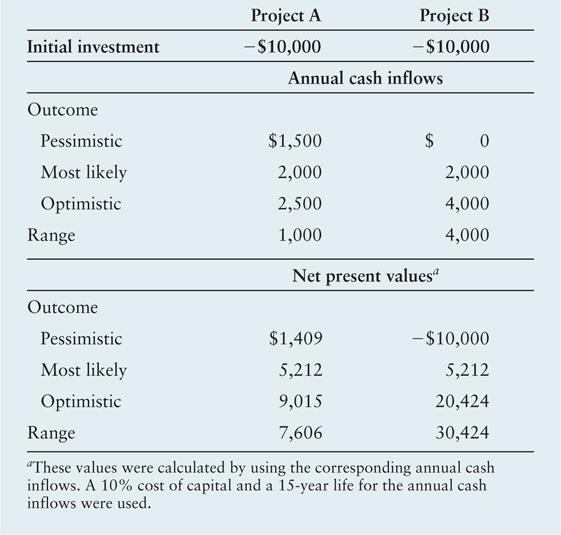 Project A Project B
Initial investment −$10,000 −$10,000
Annual cash inflows
Outcome
Pessimistic $1,500 $ 0
Most likely 2,000 2,000
Optimistic 2,500 4,000
Range 1,000 4,000
Net present valuesᵃ
Outcome
Pessimistic $1,409 −$10,000
Most likely 5,212 5,212
Optimistic 9,015 20,424
Range 7,606 30,424
ᵃThese values were calculated by using the corresponding annual cash
inflows. A 10% cost of capital and a 15-year life for the annual cash
inflows were used.